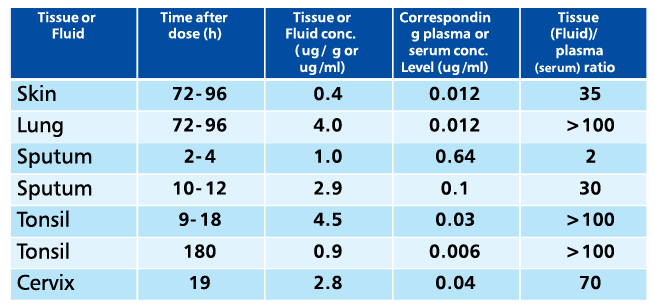 Tissue or Fluid | Time after dose (h) | Tissue or Fluid conc. (ug/ g or ug/ml) | Correspondin g plasma or serum conc. Level (ug/ml) | Tissue (Fluid)/ plasma (serum) ratio
Skin | 72-96 | 0.4 | 0.012 | 35
Lung | 72-96 | 4.0 | 0.012 | >100
Sputum | 2-4 | 1.0 | 0.64 | 2
Sputum | 10-12 | 2.9 | 0.1 | 30
Tonsil | 9-18 | 4.5 | 0.03 | >100
Tonsil | 180 | 0.9 | 0.006 | >100
Cervix | 19 | 2.8 | 0.04 | 70